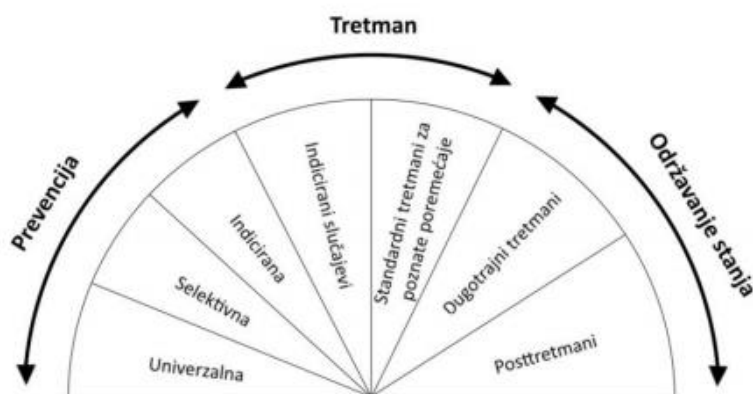 Tretman
Prevencija
Održavanje stanja
Univerzalna
Selektivna
Indicirana
Indicirani slučajevi
Standardni tretmani za
poznate poremećaje
Dugotrajni tretmani
Posttretmani